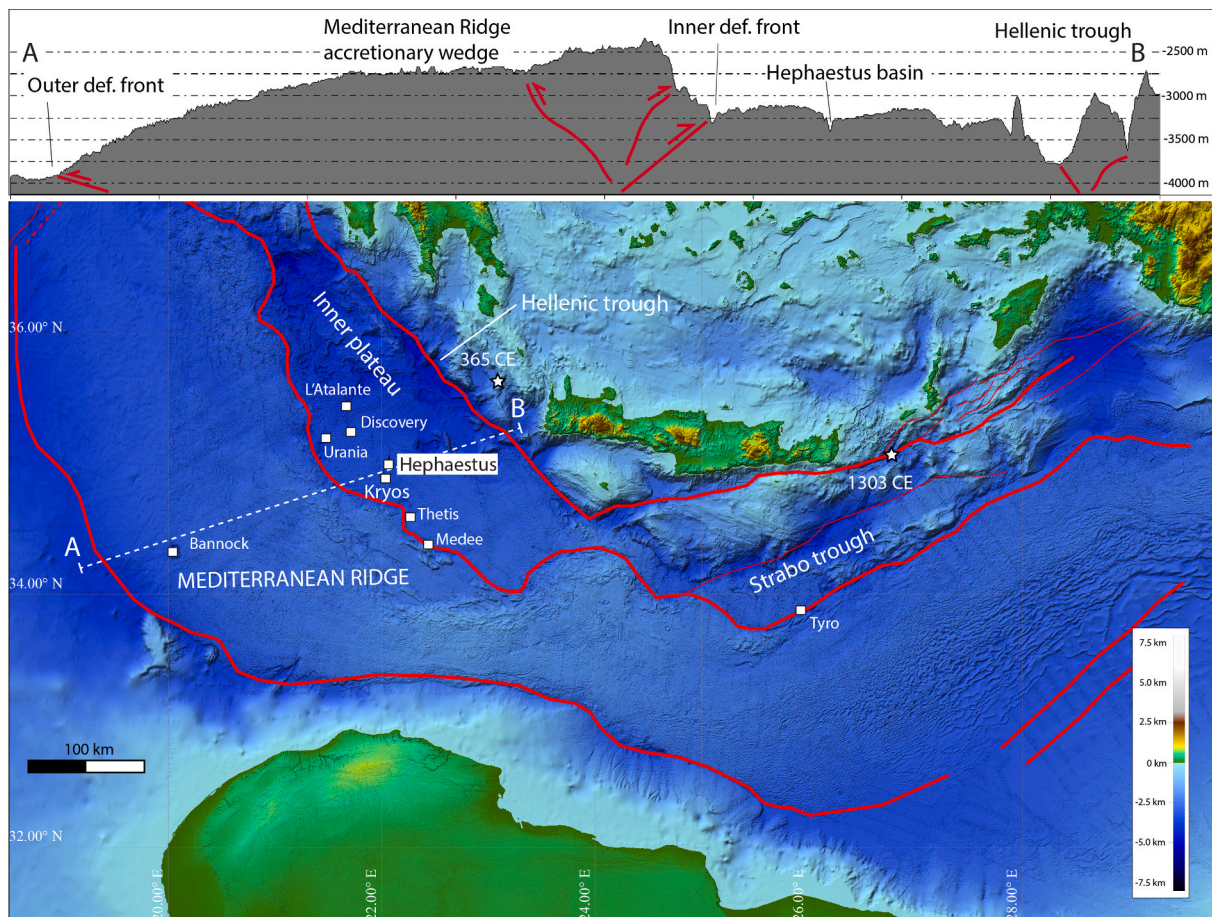 A
Mediterranean Ridge
accretionary wedge
Inner def. front
Hellenic trough
B
Outer def. front
Hephaestus basin
-2500 m
-3000 m
-3500 m
-4000 m
36.00° N
34.00° N
32.00° N
Inner plateau
Hellenic trough
365 CE
L'Atalante
Discovery
Urania
B
Hephaestus
Kryos
Thetis
Medee
1303 CE
A
Bannock
MEDITERRANEAN RIDGE
Strabo trough
Tyro
100 km
7.5 km
5.0 km
2.5 km
0 km
-2.5 km
-5.0 km
-7.5 km
20.00° E
22.00° E
24.00° E
26.00° E
28.00° E